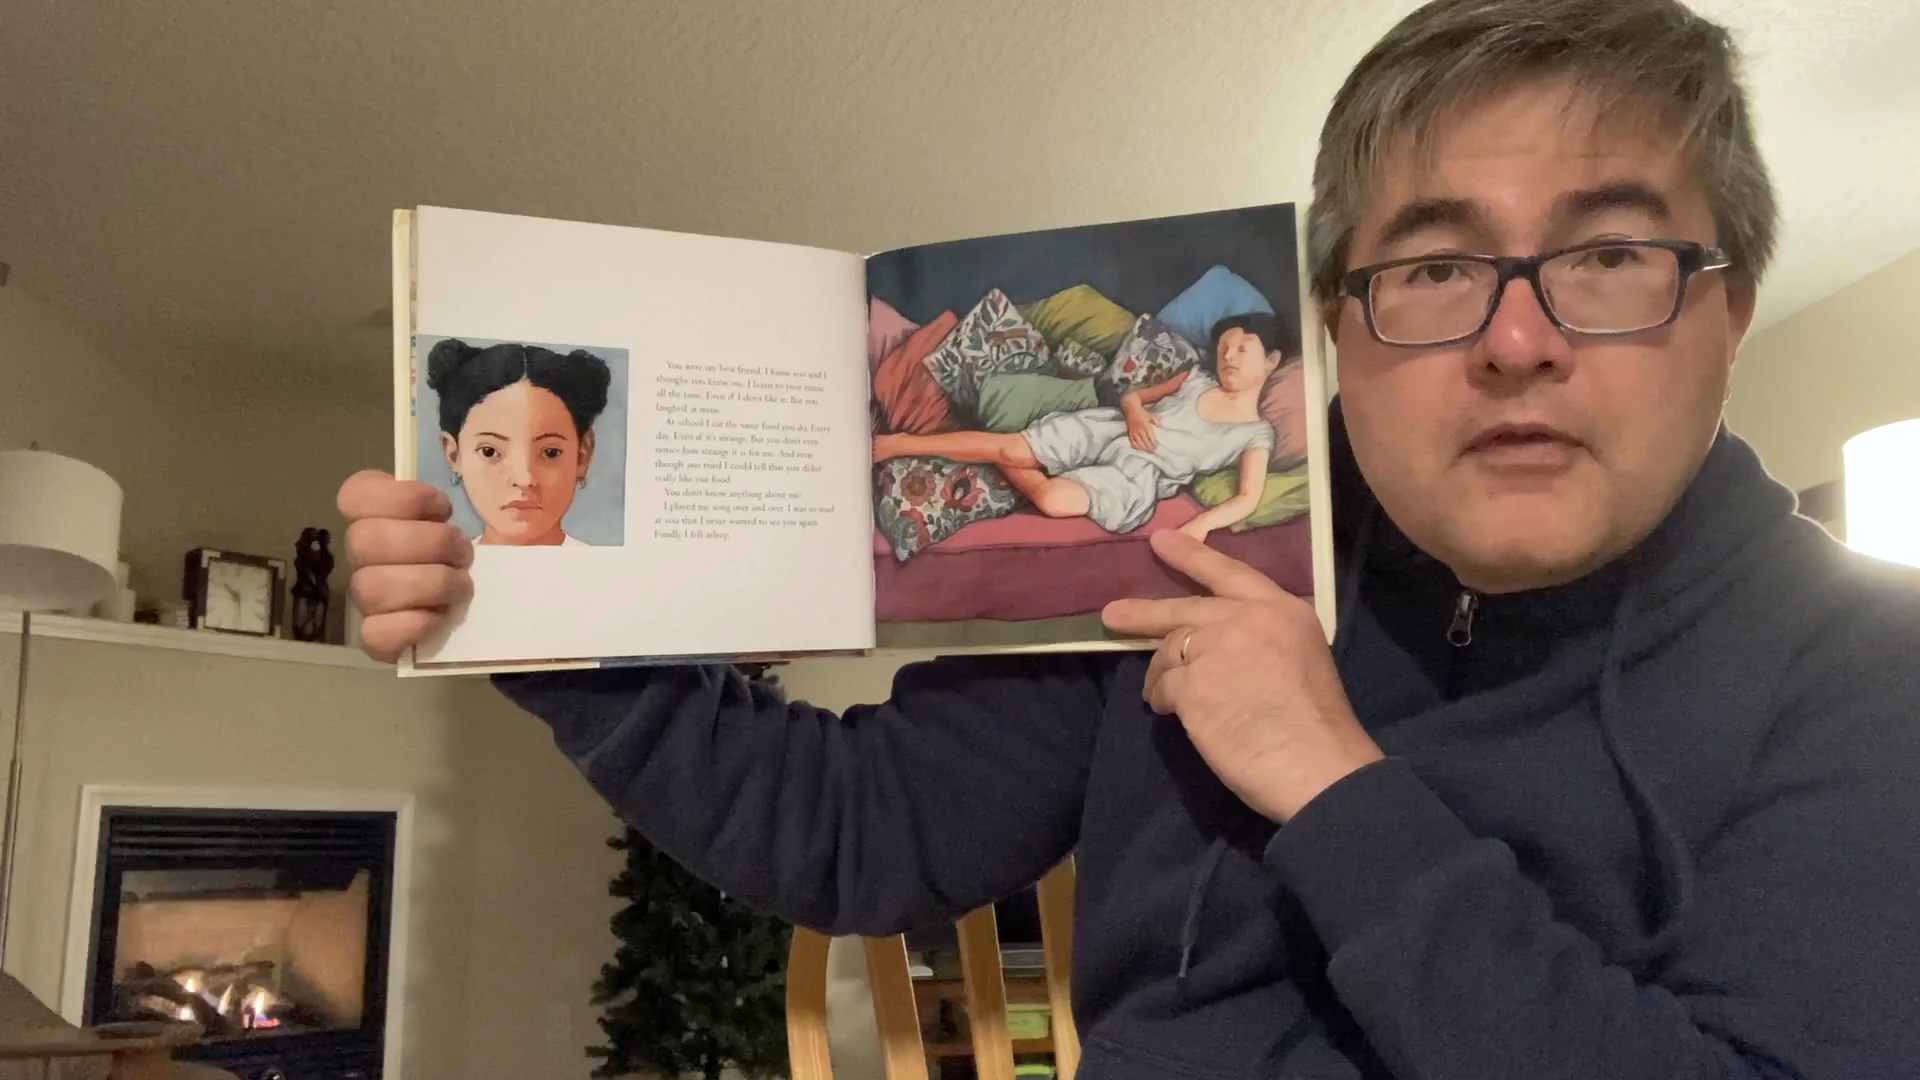 You were my best friend. I knew you and I
thought you knew me. I listen to your music
all the time. Even if I don't like it. But you
laughed at mine.
At school I eat the same food you do. Every
day. Even if it's strange. But you don't even
notice how strange it is for me. And even
though you tried I could tell that you didn't
really like our food.
You don't know anything about me!
I played my song over and over. I was so mad
at you that I never wanted to see you again.
Finally I fell asleep.